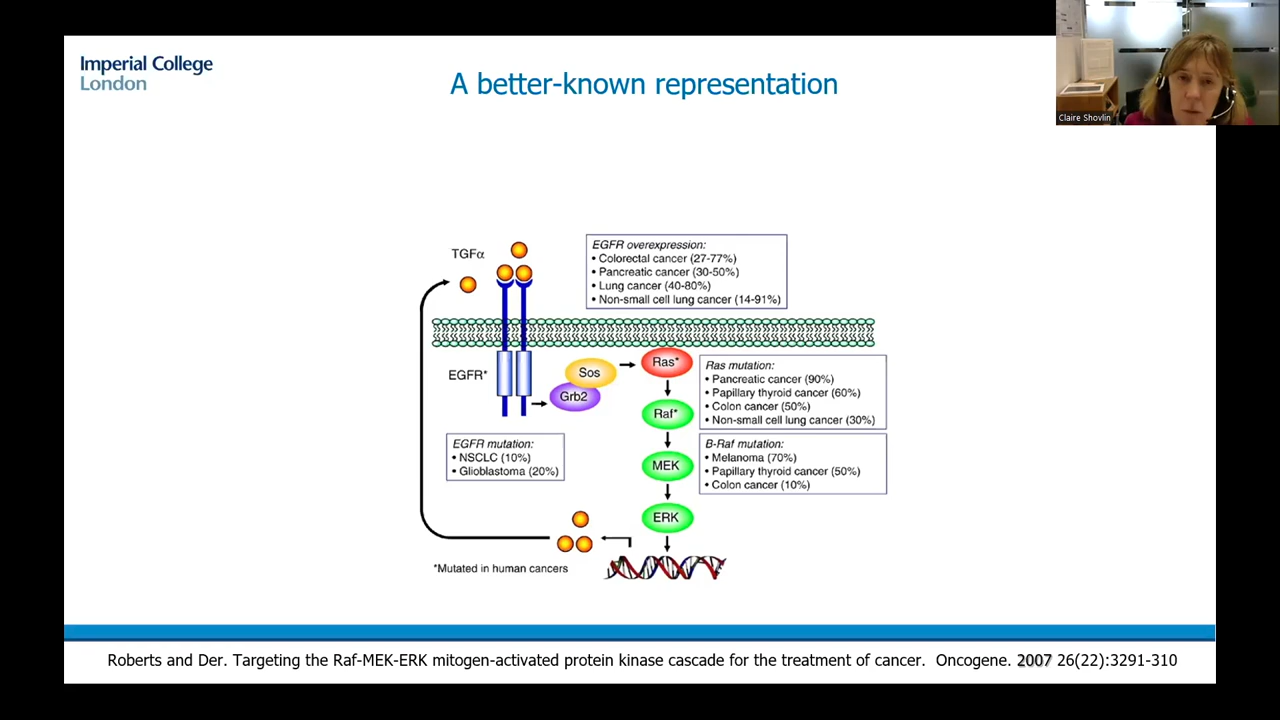 Imperial College
London
A better-known representation
Claire Shovlin
TGFα
EGFR overexpression:
• Colorectal cancer (27-77%)
• Pancreatic cancer (30-50%)
• Lung cancer (40-80%)
• Non-small cell lung cancer (14-91%)
EGFR*
Sos
Grb2
Ras*
Raf*
MEK
ERK
Ras mutation:
• Pancreatic cancer (90%)
• Papillary thyroid cancer (60%)
• Colon cancer (50%)
• Non-small cell lung cancer (30%)
EGFR mutation:
• NSCLC (10%)
• Glioblastoma (20%)
B-Raf mutation:
• Melanoma (70%)
• Papillary thyroid cancer (50%)
• Colon cancer (10%)
*Mutated in human cancers
Roberts and Der. Targeting the Raf-MEK-ERK mitogen-activated protein kinase cascade for the treatment of cancer. Oncogene. 2007 26(22):3291-310